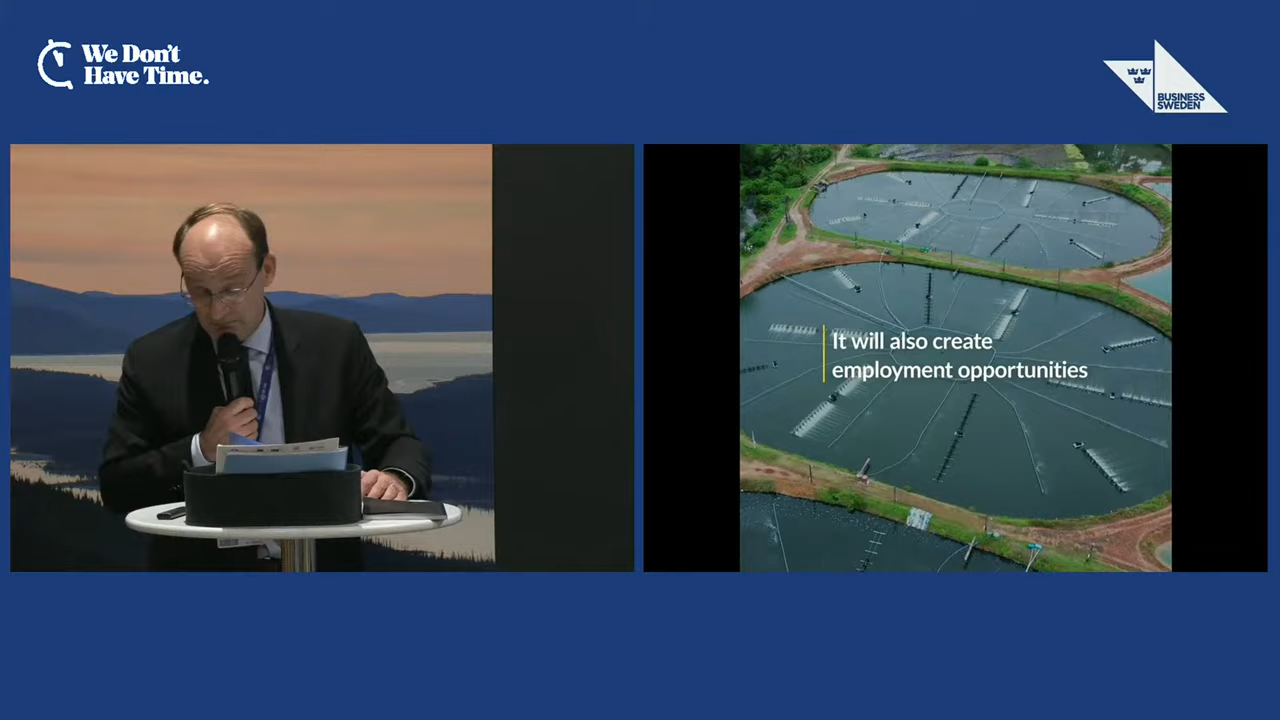 We Don't
Have Time.
BUSINESS
SWEDEN
It will also create
employment opportunities